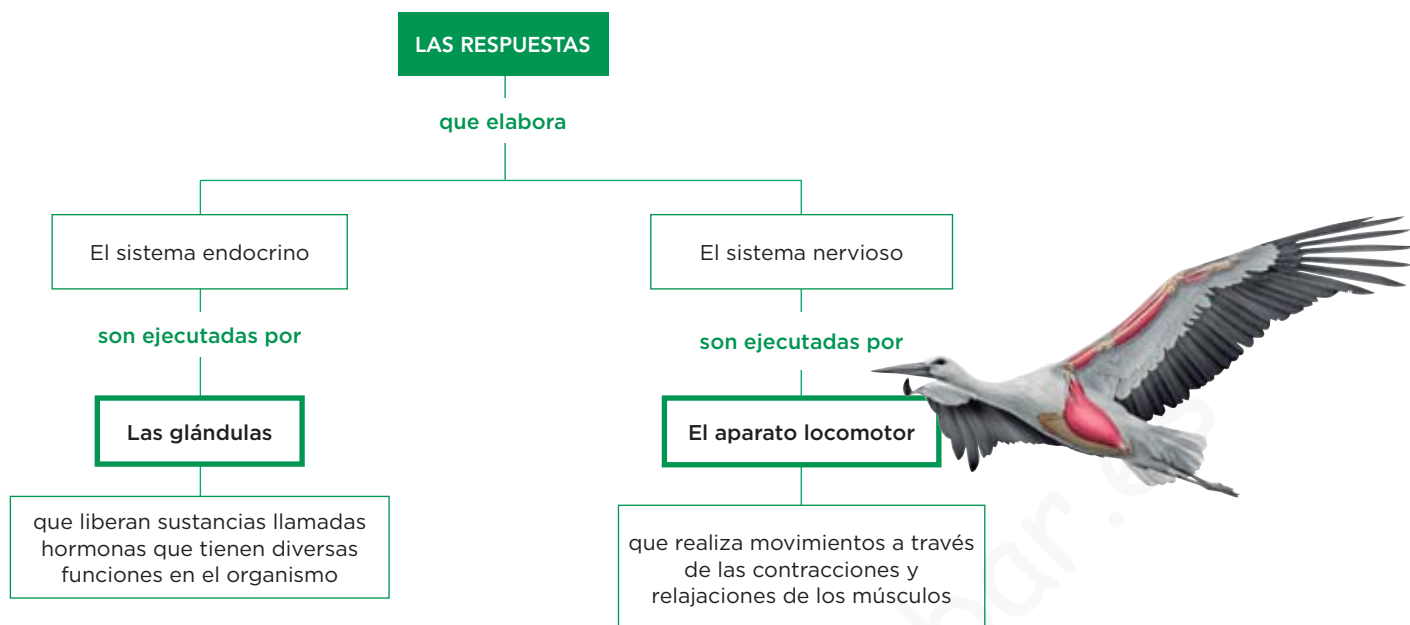 LAS RESPUESTAS
que elabora
El sistema endocrino
El sistema nervioso
son ejecutadas por
son ejecutadas por
Las glándulas
El aparato locomotor
que liberan sustancias llamadas
hormonas que tienen diversas
funciones en el organismo
que realiza movimientos a través
de las contracciones y
relajaciones de los músculos